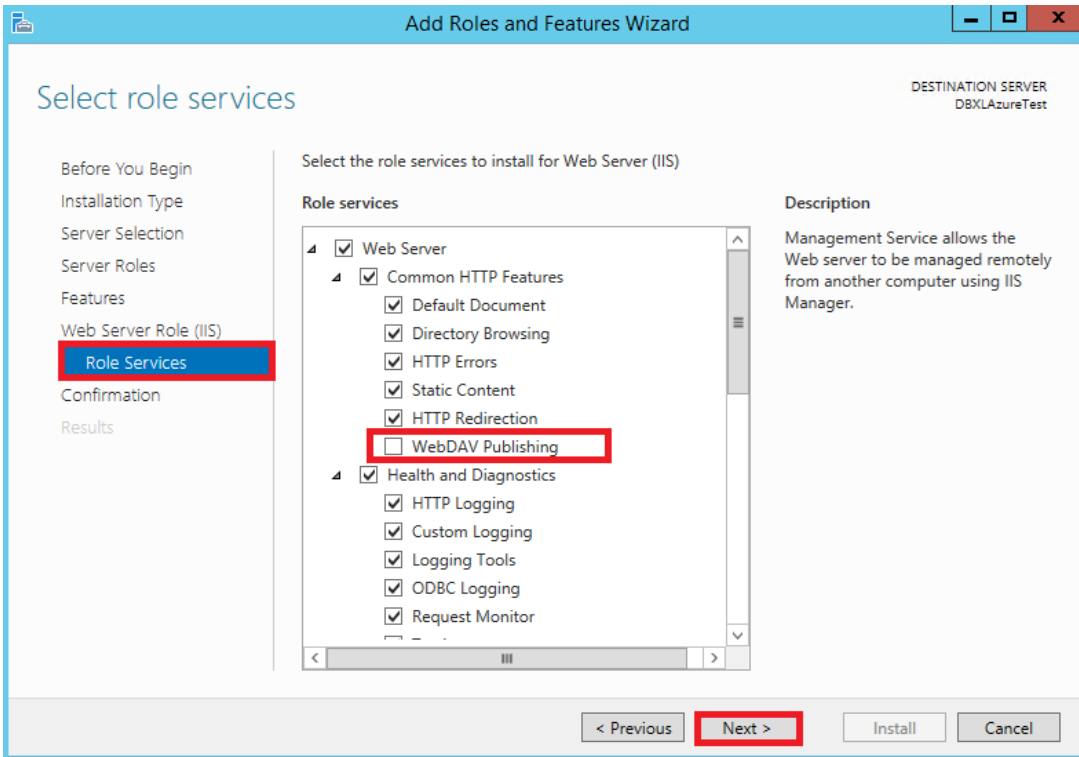 Add Roles and Features Wizard
Select role services
DESTINATION SERVER
DBXLAzureTest
Before You Begin
Installation Type
Server Selection
Server Roles
Features
Web Server Role (IIS)
Role Services
Confirmation
Results
Select the role services to install for Web Server (IIS)
Role services
Web Server
Common HTTP Features
Default Document
Directory Browsing
HTTP Errors
Static Content
HTTP Redirection
WebDAV Publishing
Health and Diagnostics
HTTP Logging
Custom Logging
Logging Tools
ODBC Logging
Request Monitor
Description
Management Service allows the
Web server to be managed remotely
from another computer using IIS
Manager.
< Previous
Next >
Install
Cancel